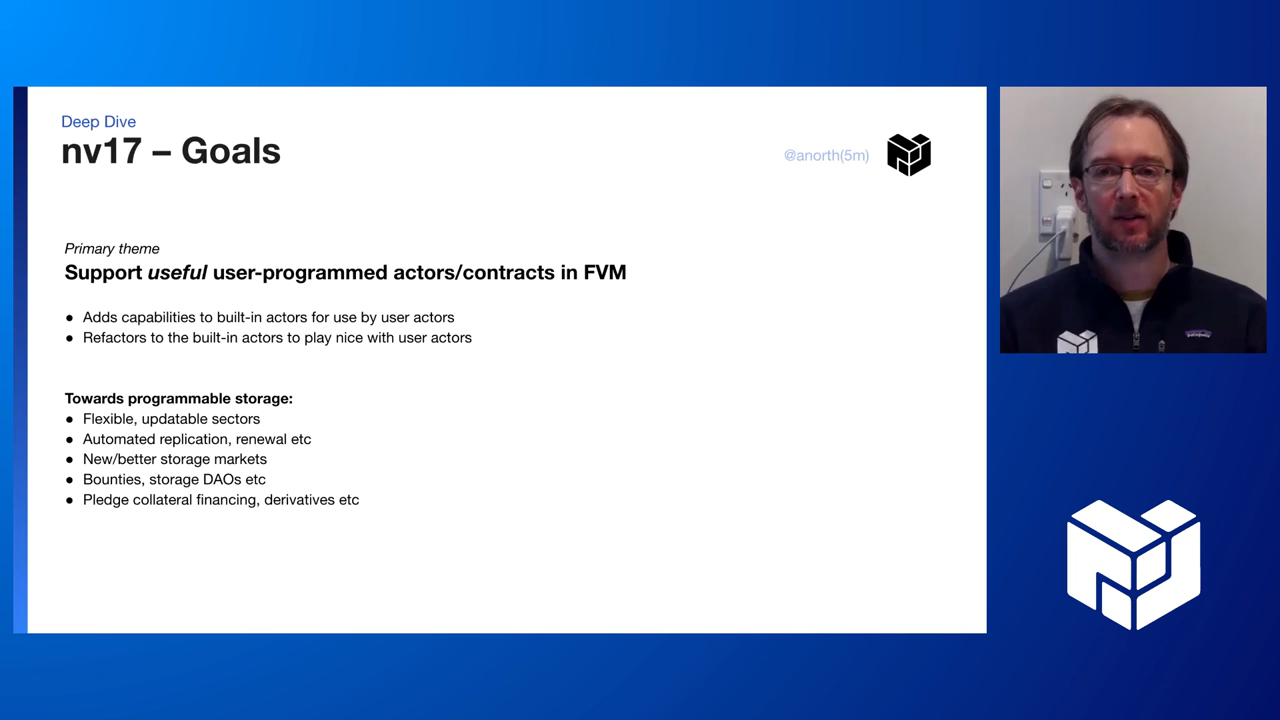 Deep Dive
nv17 – Goals
@anorth(5m)
Primary theme
Support useful user-programmed actors/contracts in FVM
● Adds capabilities to built-in actors for use by user actors
● Refactors to the built-in actors to play nice with user actors
Towards programmable storage:
● Flexible, updatable sectors
● Automated replication, renewal etc
● New/better storage markets
● Bounties, storage DAOs etc
● Pledge collateral financing, derivatives etc